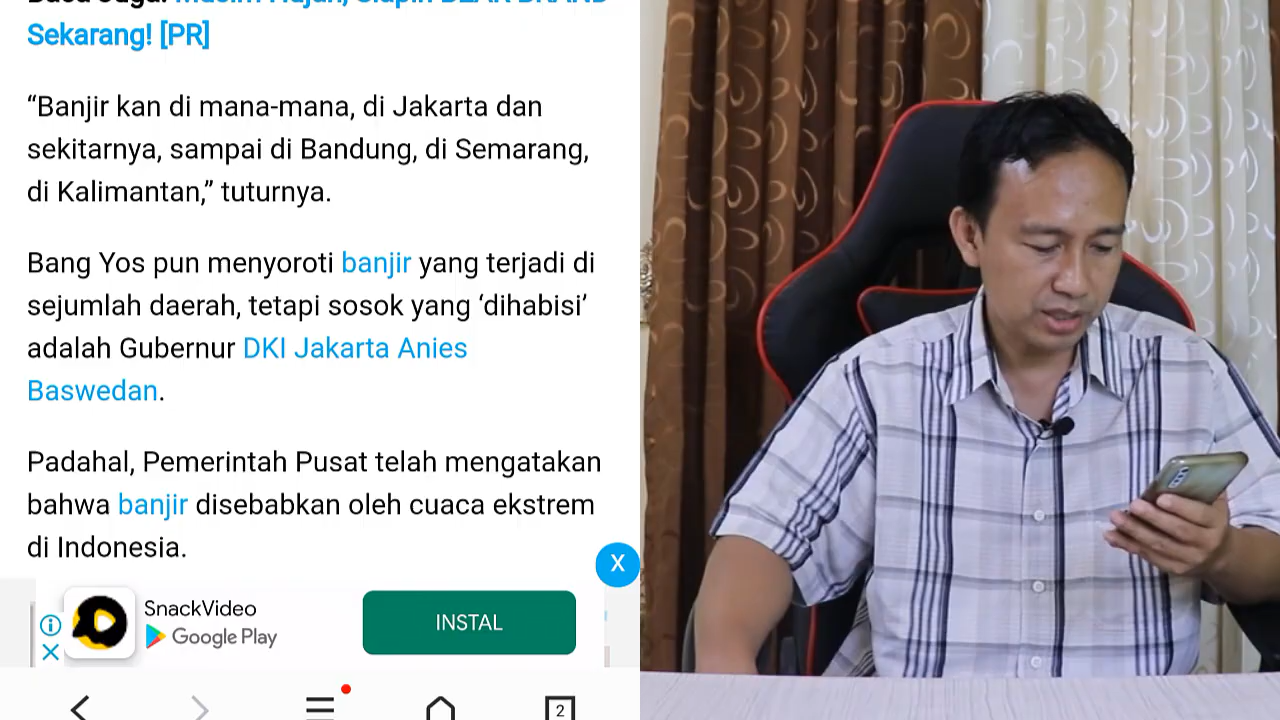 Sekarang! [PR]
“Banjir kan di mana-mana, di Jakarta dan
sekitarnya, sampai di Bandung, di Semarang,
di Kalimantan,” tuturnya.
Bang Yos pun menyoroti banjir yang terjadi di
sejumlah daerah, tetapi sosok yang ‘dihabisi’
adalah Gubernur DKI Jakarta Anies
Baswedan.
Padahal, Pemerintah Pusat telah mengatakan
bahwa banjir disebabkan oleh cuaca ekstrem
di Indonesia.
X
SnackVideo
Google Play
INSTAL
2